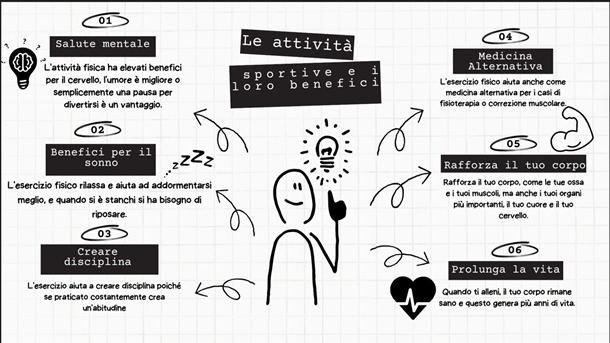 Le attività
sportive e i
loro benefici
01
Salute mentale
L'attività fisica ha elevati benefici
per il cervello, l'umore è migliore o
semplicemente una pausa per
divertirsi è un vantaggio.
02
Benefici per il
sonno
L'esercizio fisico rilassa e aiuta ad addormentarsi
meglio, e quando si è stanchi si ha bisogno di
riposare.
zzZZZ
03
Creare
disciplina
L'esercizio aiuta a creare disciplina poiché
se praticato costantemente crea
un'abitudine
04
Medicina
Alternativa
L'esercizio fisico aiuta anche come
medicina alternativa per i casi di
fisioterapia o correzione muscolare.
05
Rafforza il tuo corpo
Rafforza il tuo corpo, come le tue ossa
e i tuoi muscoli, ma anche i tuoi organi
più importanti, il tuo cuore e il tuo
cervello.
06
Prolunga la vita
Quando ti alleni, il tuo corpo rimane
sano e questo genera più anni di vita.